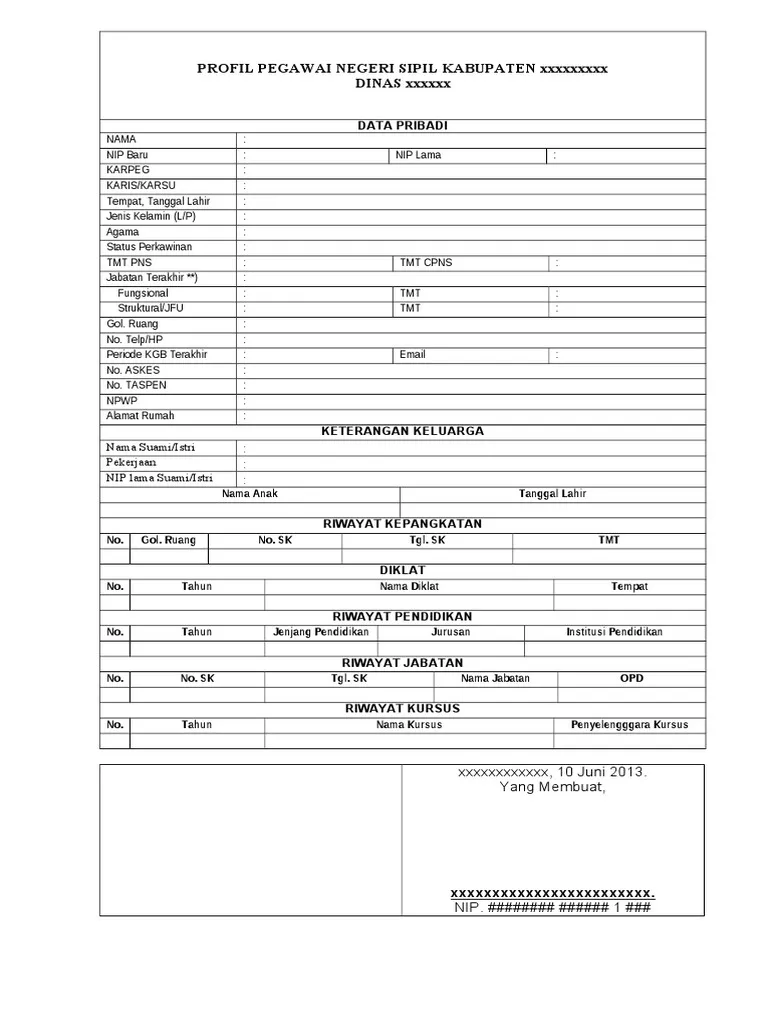 PROFIL PEGAWAI NEGERI SIPIL KABUPATEN xxxxxxxxx
DINAS xxxxxx
DATA PRIBADI
NAMA :
NIP Baru : NIP Lama :
KARPEG :
KARIS/KARSU :
Tempat, Tanggal Lahir :
Jenis Kelamin (L/P) :
Agama :
Status Perkawinan :
TMT PNS : TMT CPNS :
Jabatan Terakhir **) :
Fungsional : TMT :
Struktural/JFU : TMT :
Gol. Ruang :
No. Telp/HP :
Periode KGB Terakhir : Email :
No. ASKES :
No. TASPEN :
NPWP :
Alamat Rumah :
KETERANGAN KELUARGA
Nama Suami/Istri :
Pekerjaan :
NIP lama Suami/Istri :
Nama Anak Tanggal Lahir
RIWAYAT KEPANGKATAN
No. Gol. Ruang No. SK Tgl. SK TMT
DIKLAT
No. Tahun Nama Diklat Tempat
RIWAYAT PENDIDIKAN
No. Tahun Jenjang Pendidikan Jurusan Institusi Pendidikan
RIWAYAT JABATAN
No. No. SK Tgl. SK Nama Jabatan OPD
RIWAYAT KURSUS
No. Tahun Nama Kursus Penyelengggara Kursus
xxxxxxxxxxxx, 10 Juni 2013.
Yang Membuat,
xxxxxxxxxxxxxxxxxxxxxxxx.
NIP. ######## ###### 1 ###